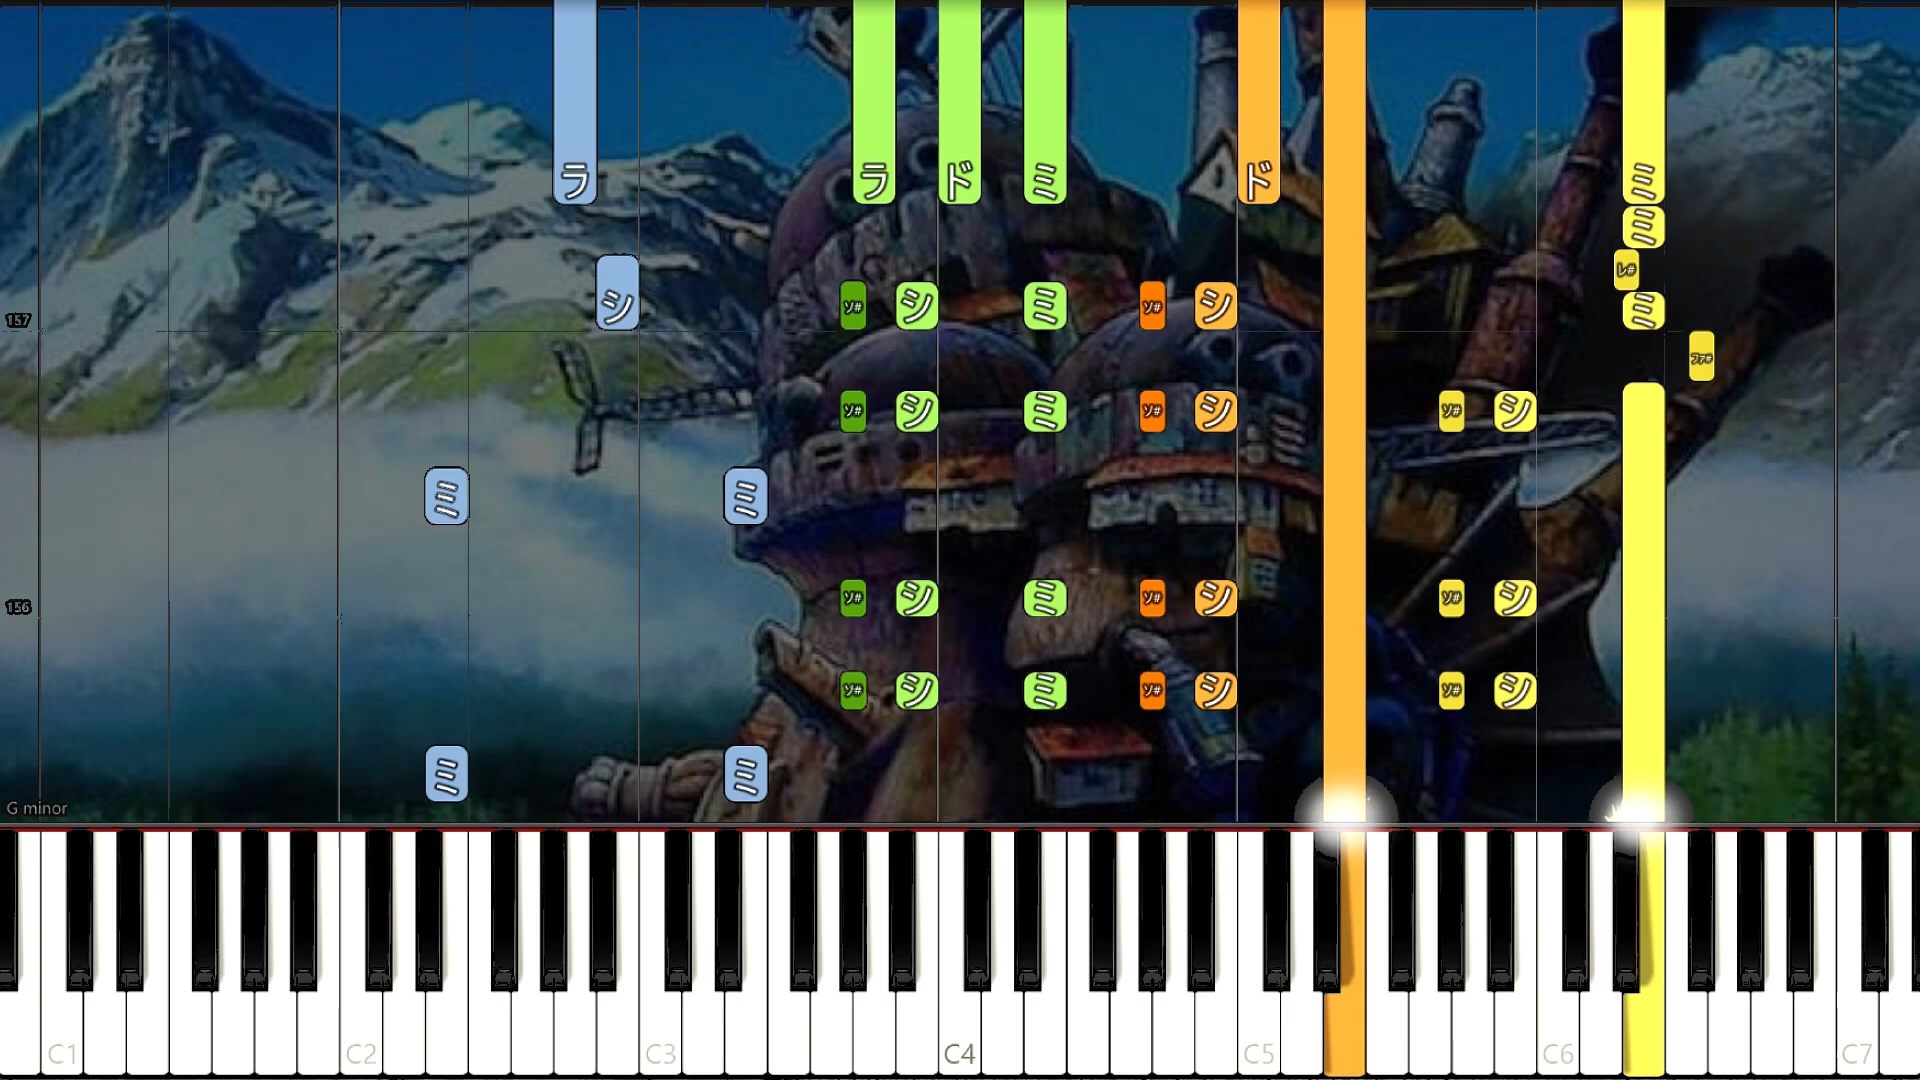 ラ ラ ド ミ ド ミ
ミ
レ#
シ ソ# シ ミ ソ# シ ミ
157
ファ#
ソ# シ ミ ソ# シ ソ# シ
ミ ミ
156 ソ# シ ミ ソ# シ ソ# シ
ソ# シ ミ ソ# シ ソ# シ
ミ ミ
G minor
C1 C2 C3 C4 C5 C6 C7